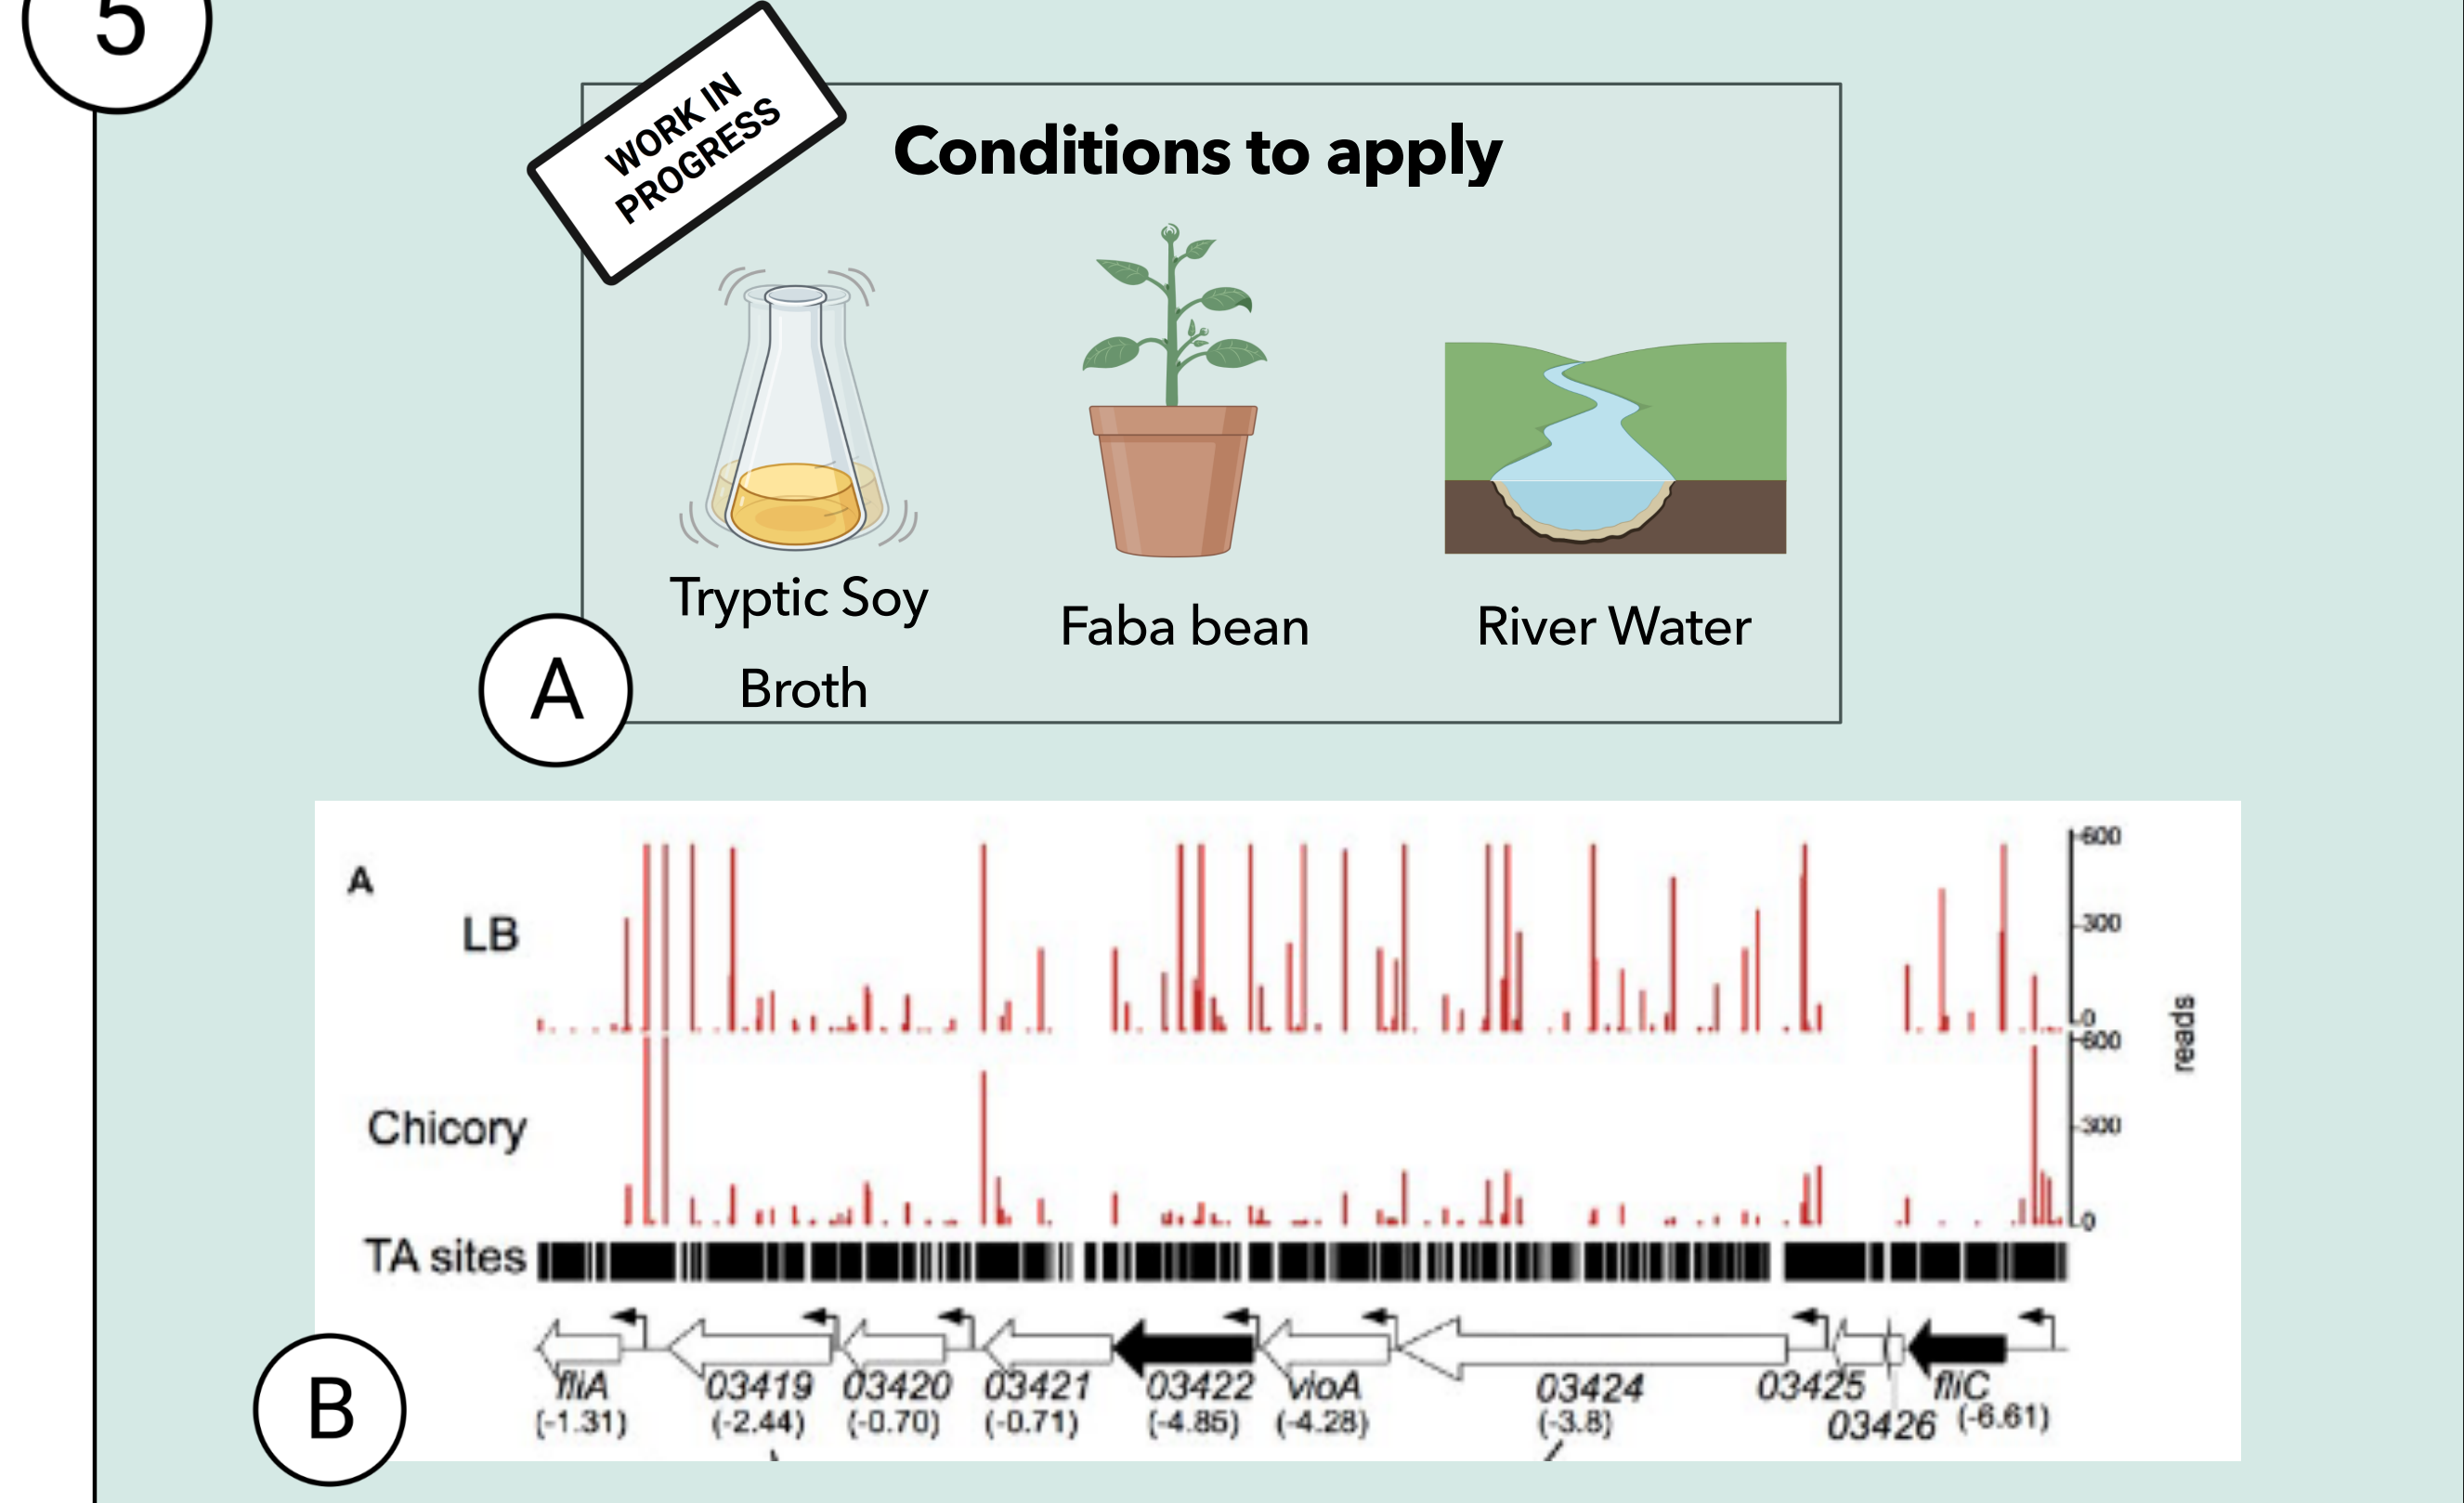 5
WORK IN
PROGRESS
Conditions to apply
Tryptic Soy
Broth
Faba bean
River Water
A
A
LB
600
300
0
reads
Chicory
600
300
0
TA sites
fliA 03419 03420 03421 03422 vioA 03424 03425 fliC
(-1.31) (-2.44) (-0.70) (-0.71) (-4.85) (-4.28) (-3.8) 03426 (-6.61)
B